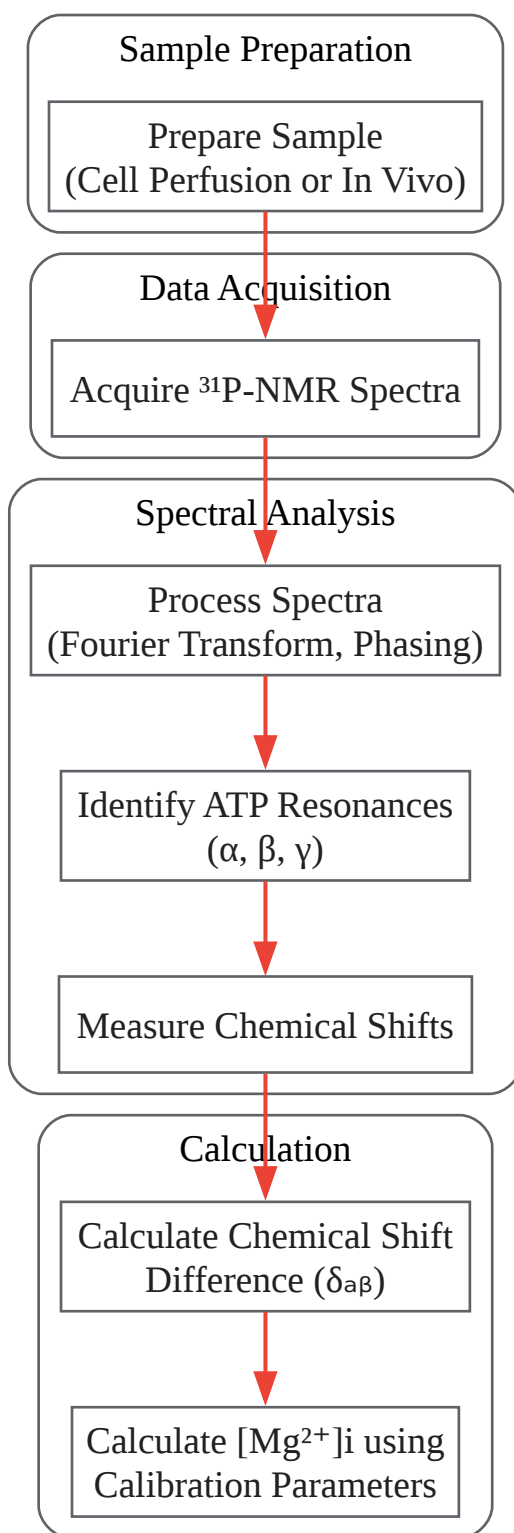 Sample Preparation
Prepare Sample
(Cell Perfusion or In Vivo)
Data Acquisition
Acquire ³¹P-NMR Spectra
Spectral Analysis
Process Spectra
(Fourier Transform, Phasing)
Identify ATP Resonances
(α, β, γ)
Measure Chemical Shifts
Calculation
Calculate Chemical Shift
Difference (δₐᵦ)
Calculate [Mg²⁺]i using
Calibration Parameters